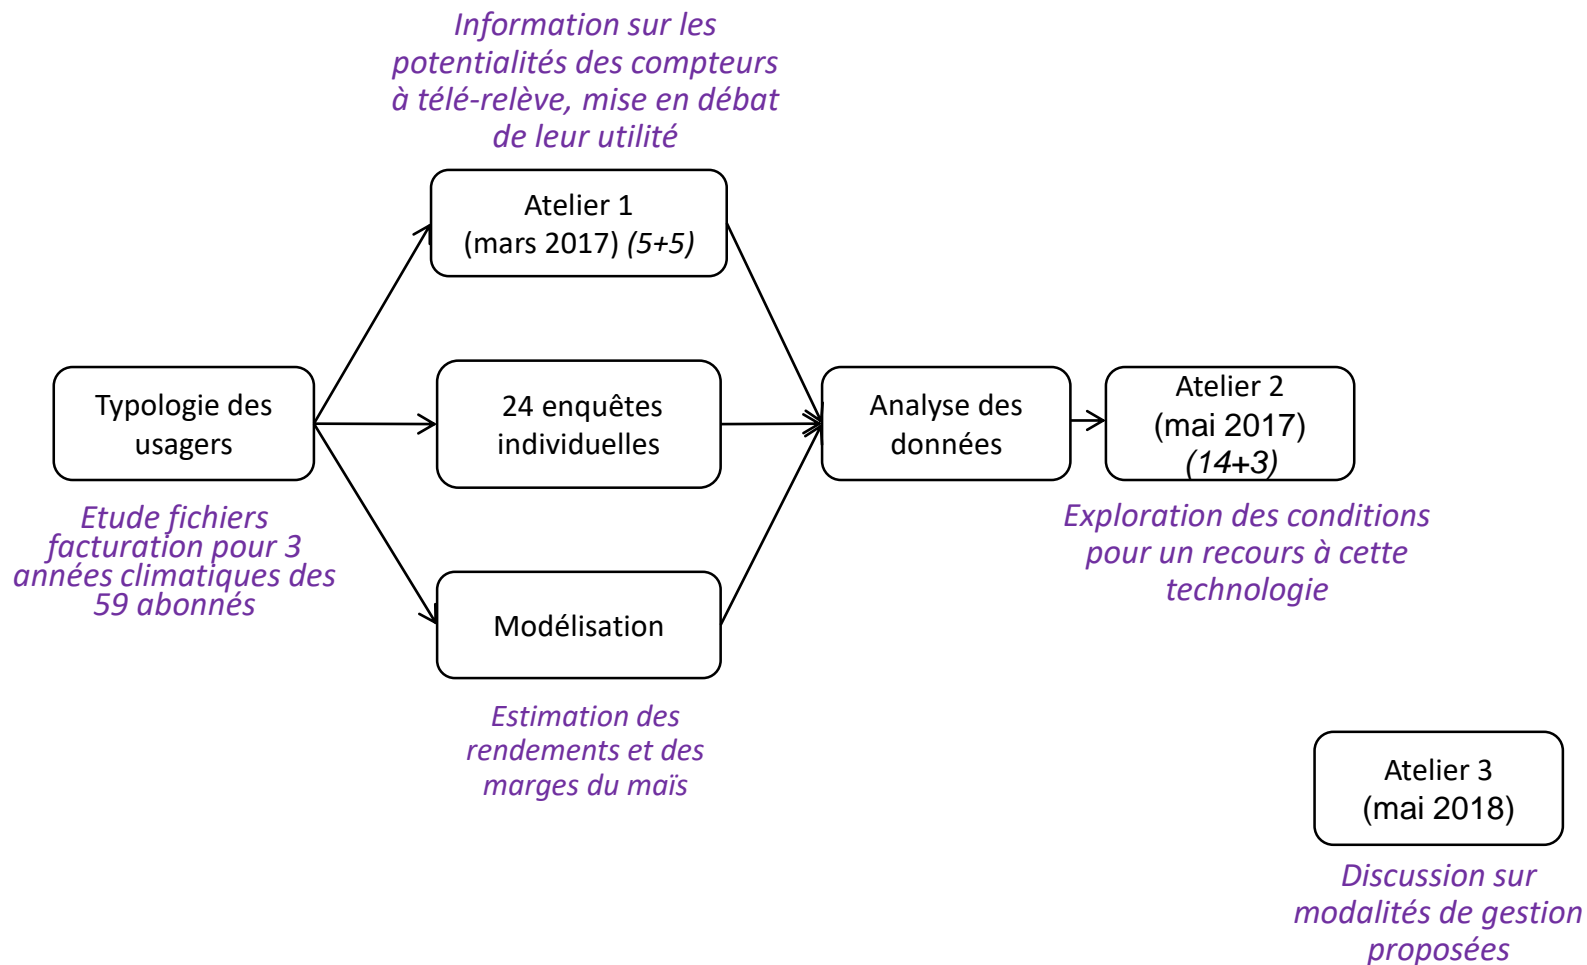 Information sur les
potentialités des compteurs
à télé-relève, mise en débat
de leur utilité
Atelier 1
(mars 2017) (5+5)
Typologie des
usagers
Etude fichiers
facturation pour 3
années climatiques des
59 abonnés
24 enquêtes
individuelles
Modélisation
Estimation des
rendements et des
marges du maïs
Analyse des
données
Atelier 2
(mai 2017)
(14+3)
Exploration des conditions
pour un recours à cette
technologie
Atelier 3
(mai 2018)
Discussion sur
modalités de gestion
proposées